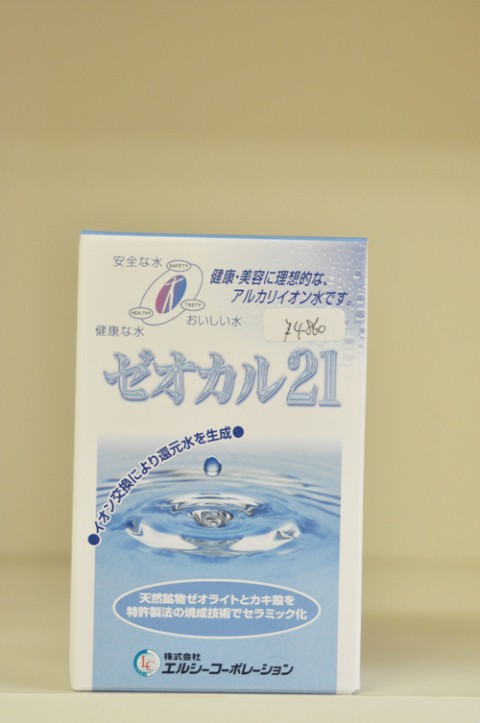 安全な水
SAFETY
健康・美容に理想的な、
アルカリイオン水です。
HEALTHY
TASTY
おいしい水
健康な水
¥4860
ゼオカル21
●イオン交換により還元水を生成●
天然鉱物ゼオライトとカキ殻を
特許製法の焼成技術でセラミック化
LC
株式会社
エルシーコーポレーション